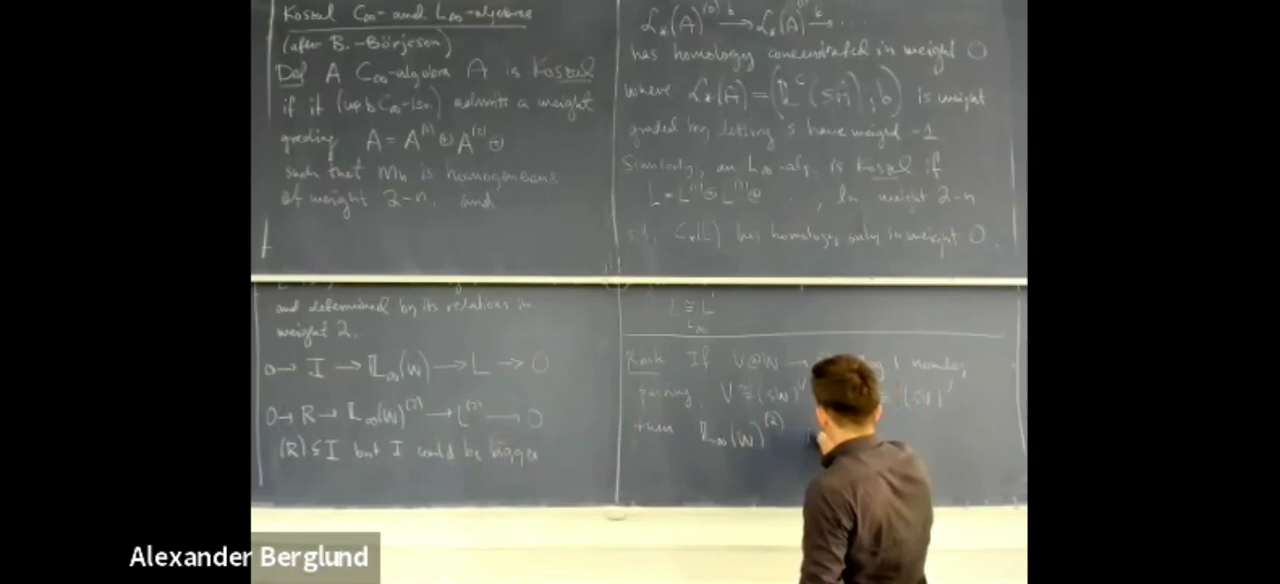 Koszul C∞- and L∞-algebras
(after B.-Börjeson)
Def A C∞-algebra A is Koszul
if it (up to C∞-iso.) admits a weight
grading A = A^(1) ⊕ A^(2) ⊕
such that m_n is homogeneous
of weight 2-n, and
ℒ_*(A)^(0) →^b ℒ_*(A)^(1) →^b ⋯
has homology concentrated in weight 0
where ℒ_*(A) = (𝕃^c(sA), b) is weight
graded by letting s have weight -1
Similarly, an L∞-alg. is Koszul if
L = L^(1) ⊕ L^(2) ⊕ , l_n weight 2-n
s.t. C_*(L) has homology only in weight 0.
and determined by its relations in
weight 2.
0 → I → 𝕃∞(W) → L → 0
0 → R → 𝕃∞(W)^(2) → L^(2) → 0
(R) ⊆ I but I could be bigger
L ≅ L'
L∞
Rmk If V⊗W → nondeg
pairing, V ≅ (sW)^∨ ≅ (sV)^∨
then 𝕃∞(W)^(2)
Alexander Berglund